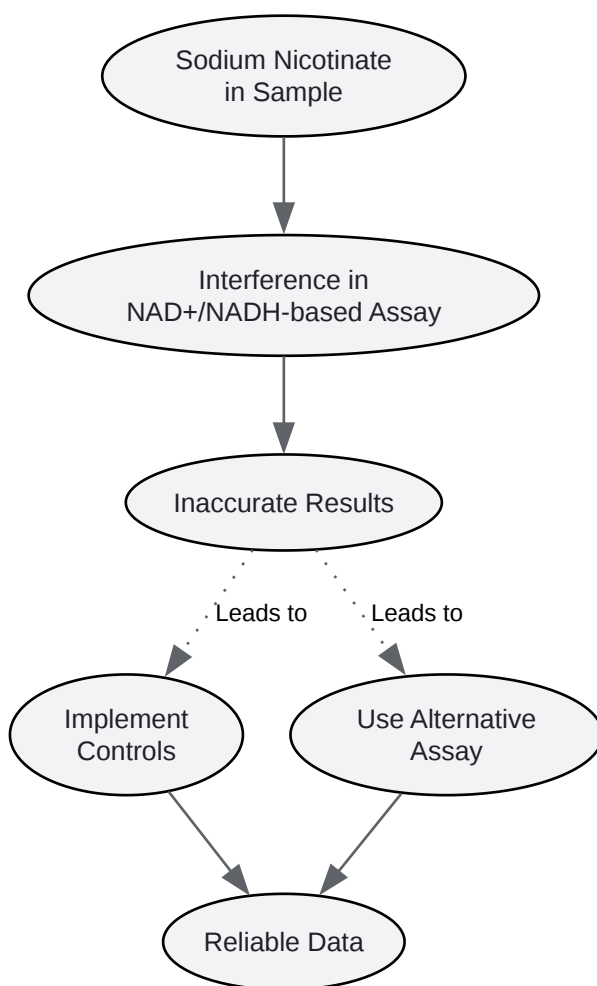 Sodium Nicotinate
in Sample
Interference in
NAD+/NADH-based Assay
Inaccurate Results
Leads to
Leads to
Implement
Controls
Use Alternative
Assay
Reliable Data